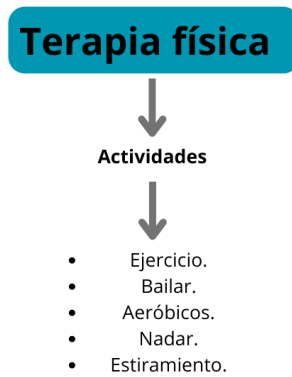 Terapia física
Actividades
• Ejercicio.
• Bailar.
• Aeróbicos.
• Nadar.
• Estiramiento.